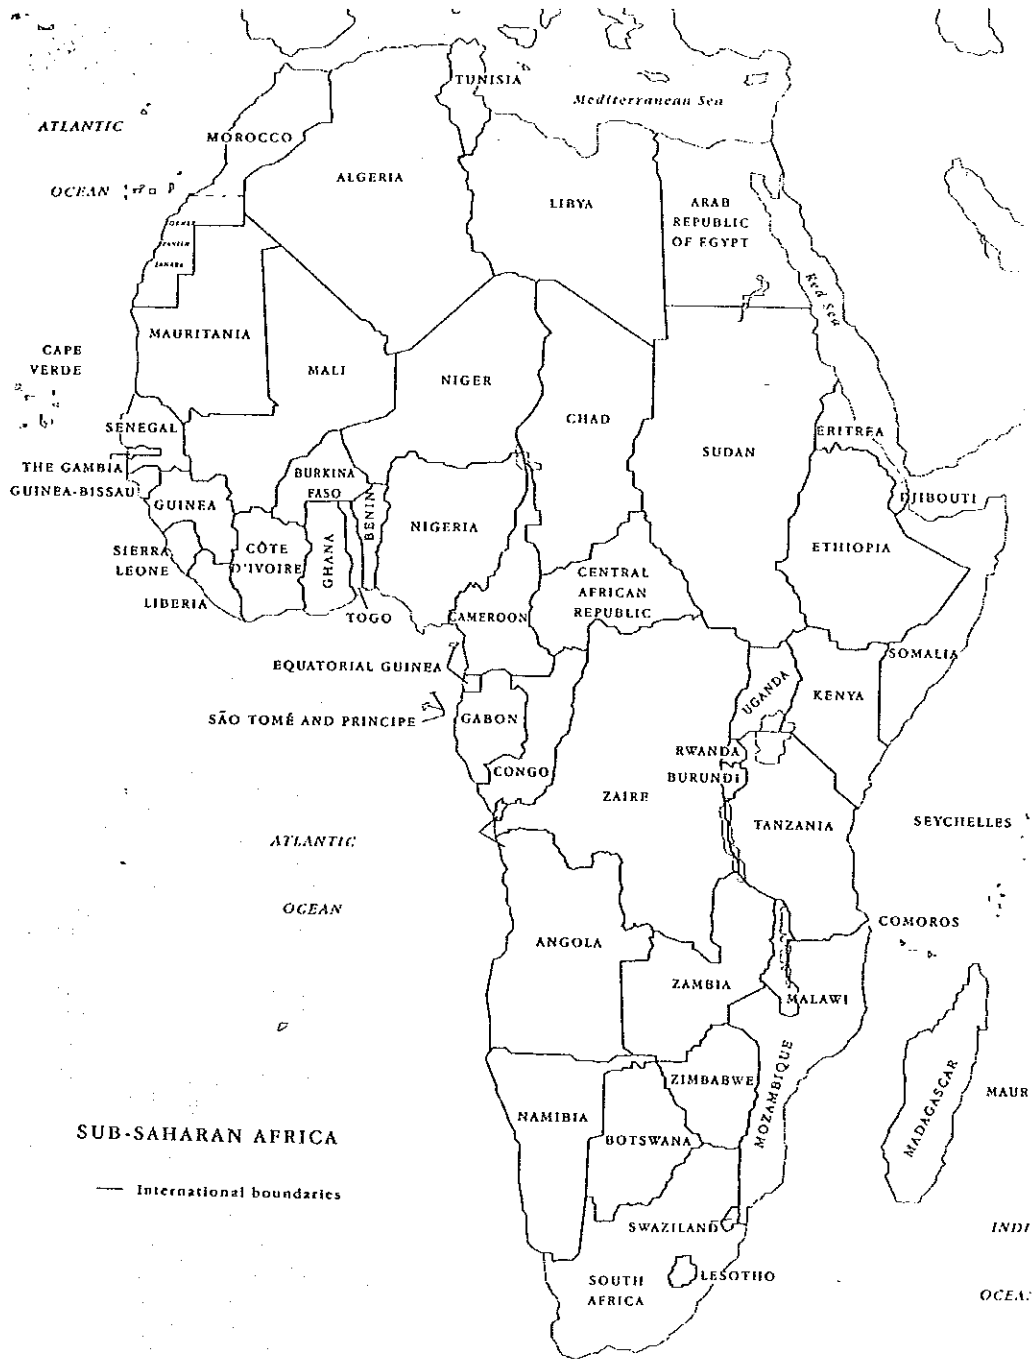 TUNISIA
Mediterranean Sea
ATLANTIC
OCEAN
MOROCCO
ALGERIA
LIBYA
ARAB
REPUBLIC
OF EGYPT
SAHARA
Red Sea
MAURITANIA
CAPE
VERDE
MALI
NIGER
CHAD
SUDAN
ERITREA
SENEGAL
THE GAMBIA
GUINEA-BISSAU
GUINEA
BURKINA
FASO
BENIN
NIGERIA
DJIBOUTI
ETHIOPIA
SIERRA
LEONE
CÔTE
D'IVOIRE
GHANA
CENTRAL
AFRICAN
REPUBLIC
LIBERIA
TOGO
CAMEROON
SOMALIA
EQUATORIAL GUINEA
UGANDA
KENYA
SÃO TOMÉ AND PRINCIPE
GABON
CONGO
RWANDA
BURUNDI
ZAIRE
TANZANIA
SEYCHELLES
ATLANTIC
OCEAN
COMOROS
ANGOLA
ZAMBIA
MALAWI
ZIMBABWE
MOZAMBIQUE
MADAGASCAR
MAUR
NAMIBIA
BOTSWANA
SUB-SAHARAN AFRICA
International boundaries
SWAZILAND
INDI
SOUTH
AFRICA
LESOTHO
OCEA